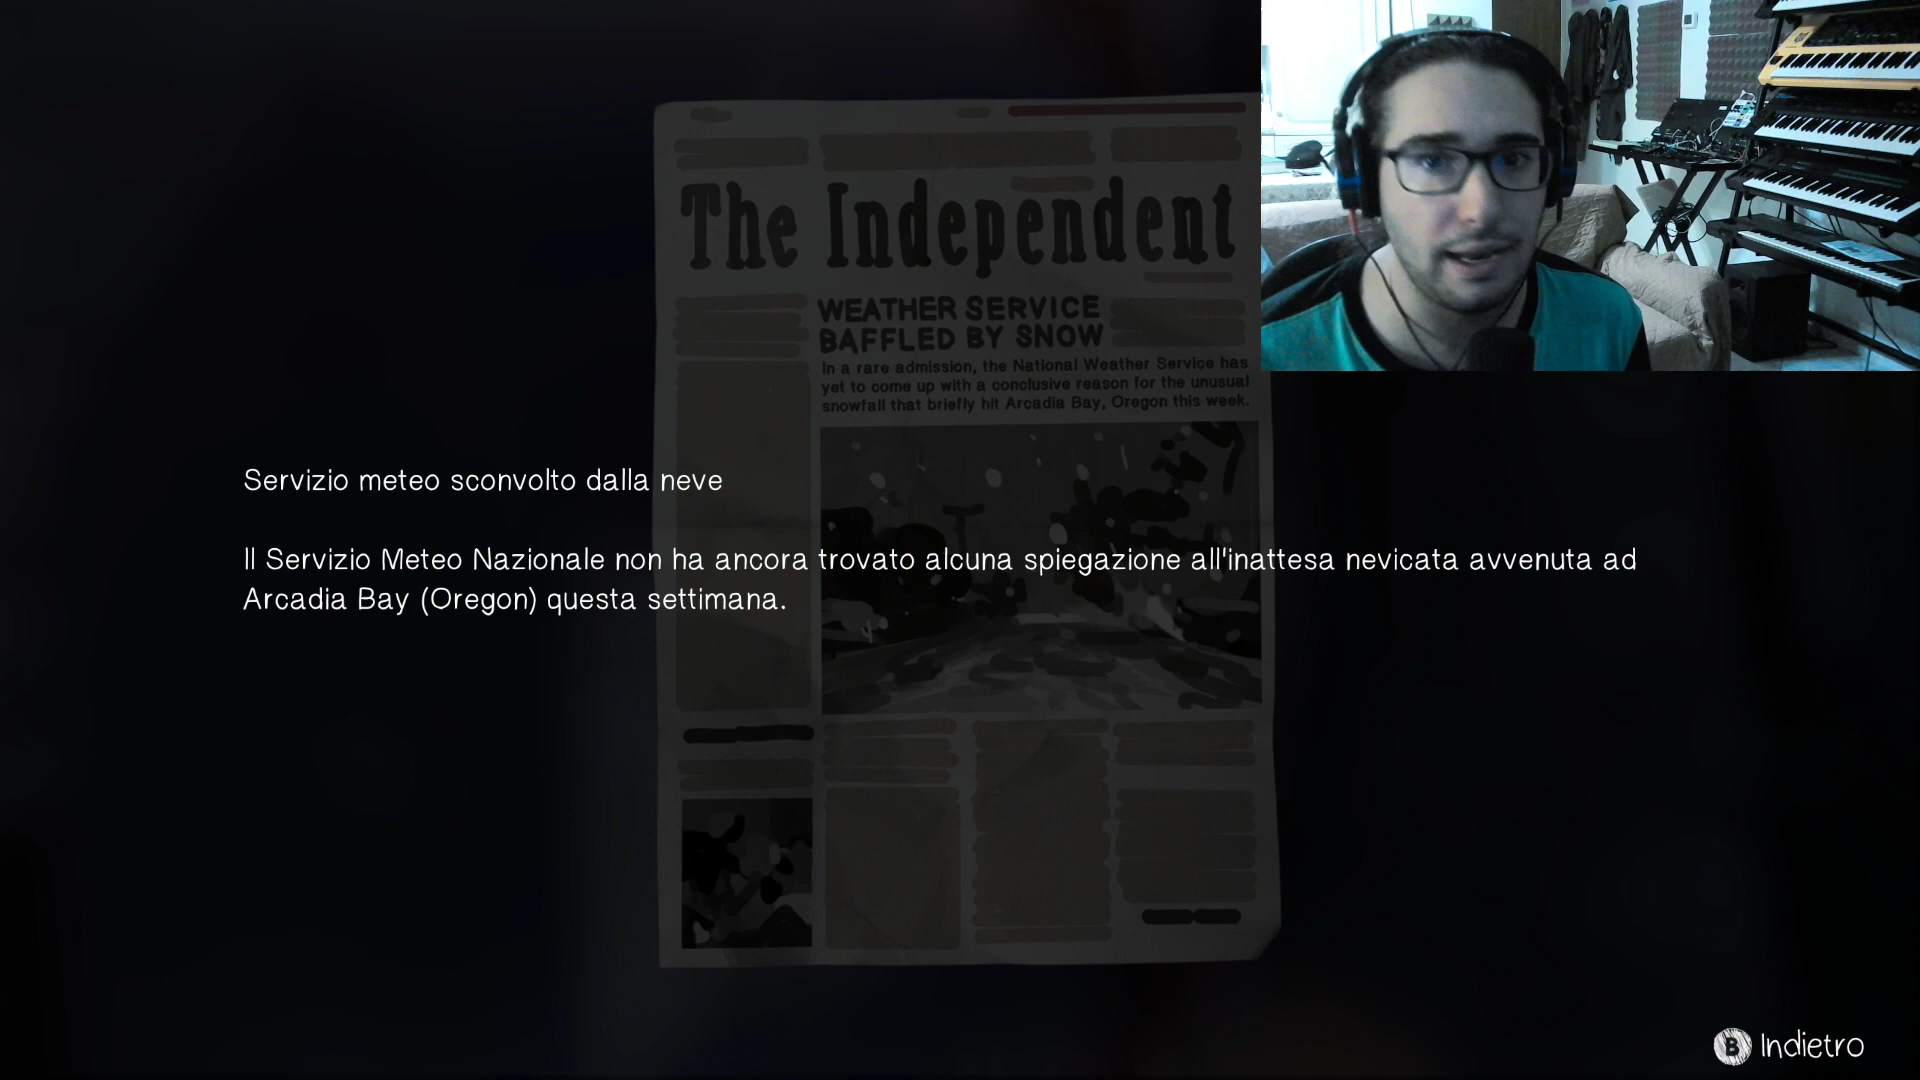 The Independent
WEATHER SERVICE
BAFFLED BY SNOW
In a rare admission, the National Weather Service has
yet to come up with a conclusive reason for the unusual
snowfall that briefly hit Arcadia Bay, Oregon this week.
Servizio meteo sconvolto dalla neve
Il Servizio Meteo Nazionale non ha ancora trovato alcuna spiegazione all'inattesa nevicata avvenuta ad
Arcadia Bay (Oregon) questa settimana.
B Indietro